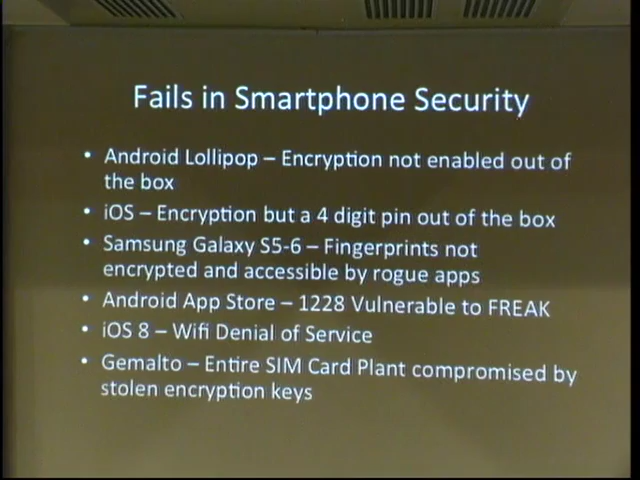 Fails in Smartphone Security
• Android Lollipop – Encryption not enabled out of
the box
• iOS – Encryption but a 4 digit pin out of the box
• Samsung Galaxy S5-6 – Fingerprints not
encrypted and accessible by rogue apps
• Android App Store – 1228 Vulnerable to FREAK
• iOS 8 – Wifi Denial of Service
• Gemalto – Entire SIM Card Plant compromised by
stolen encryption keys